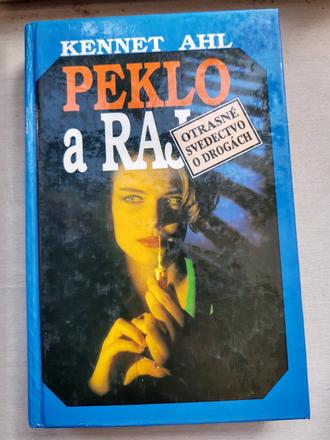 KENNET AHL
PEKLO
a RAJ
OTRASNÉ
SVEDECTVO
O DROGÁCH